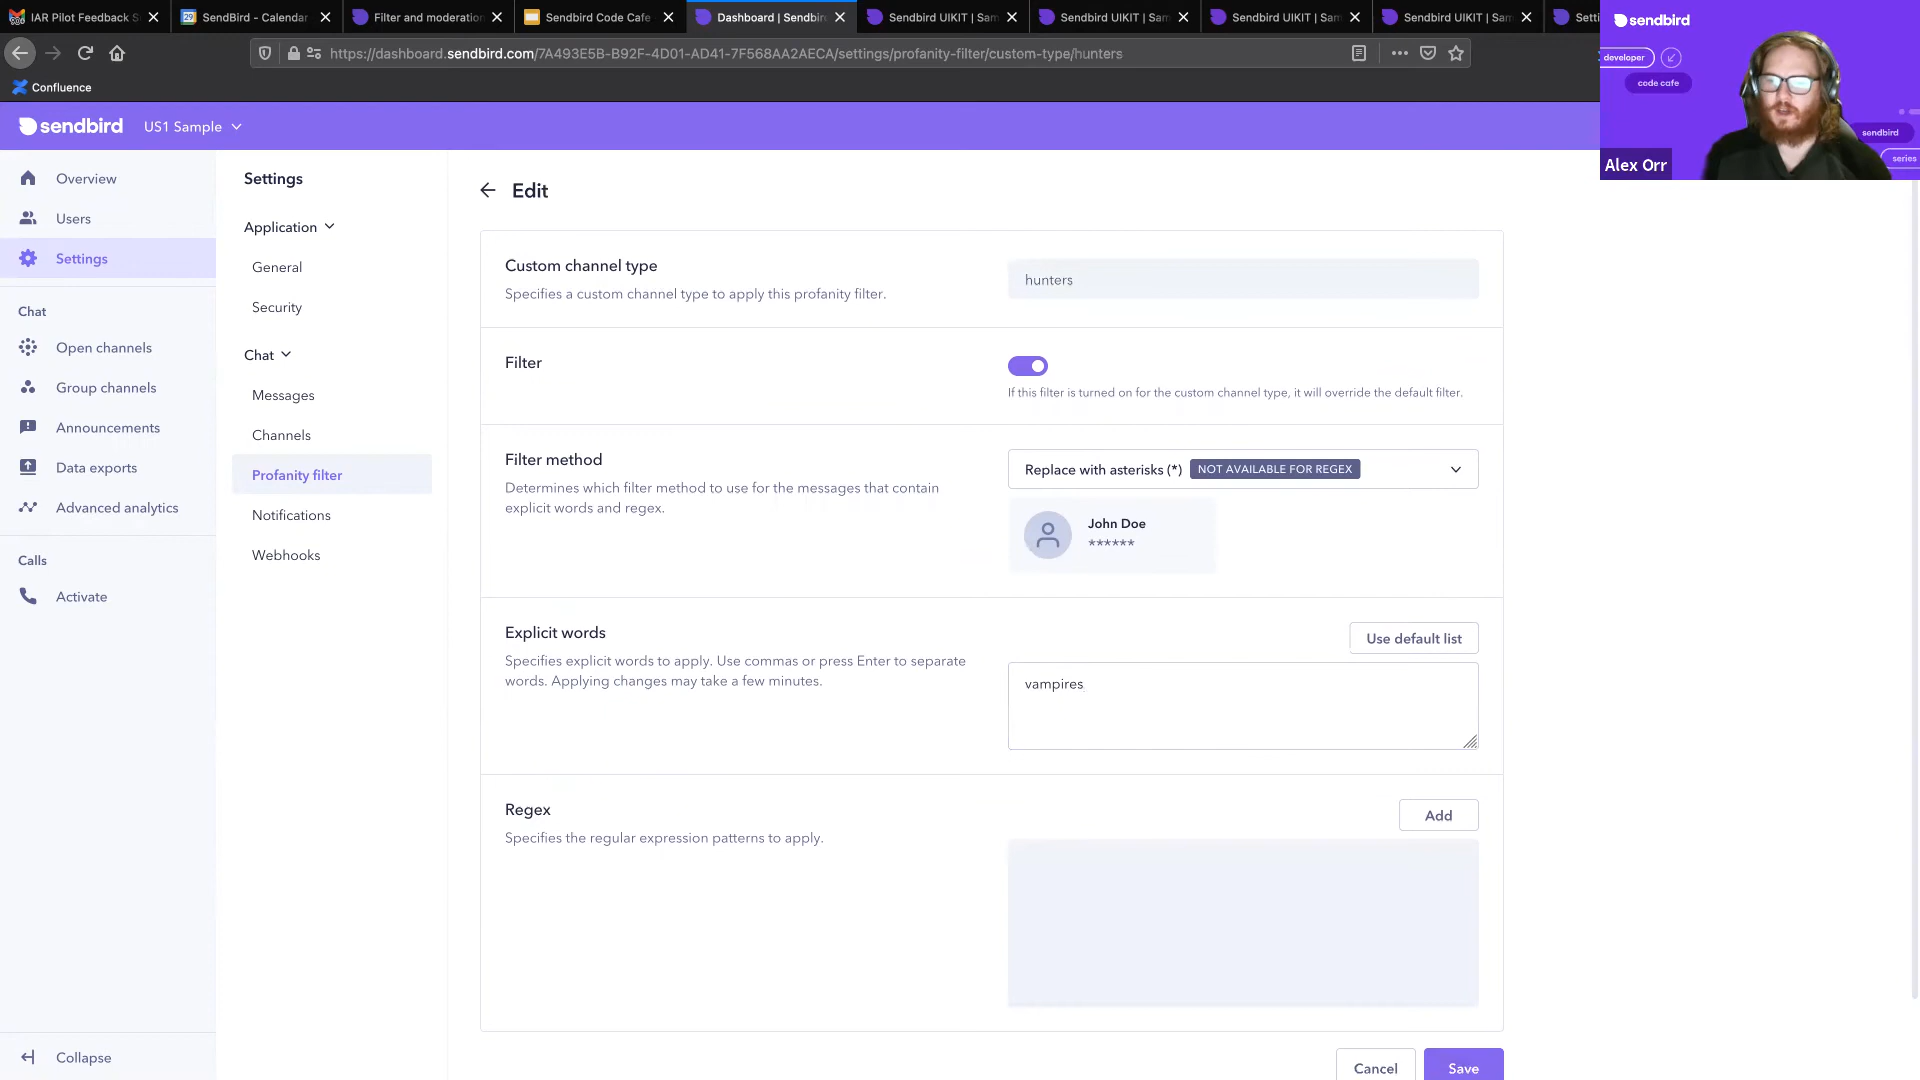 IAR Pilot Feedback S
SendBird - Calendar
Filter and moderation
Sendbird Code Cafe
Dashboard | Sendbir
Sendbird UIKIT | Sam
Sendbird UIKIT | Sam
Sendbird UIKIT | Sam
Sendbird UIKIT | Sam
Setti
https://dashboard.sendbird.com/7A493E5B-B92F-4D01-AD41-7F568AA2AECA/settings/profanity-filter/custom-type/hunters
Confluence
sendbird
developer
code cafe
sendbird
series
Alex Orr
sendbird
US1 Sample
Overview
Users
Settings
Chat
Open channels
Group channels
Announcements
Data exports
Advanced analytics
Calls
Activate
Collapse
Settings
Application
General
Security
Chat
Messages
Channels
Profanity filter
Notifications
Webhooks
Edit
Custom channel type
Specifies a custom channel type to apply this profanity filter.
hunters
Filter
If this filter is turned on for the custom channel type, it will override the default filter.
Filter method
Determines which filter method to use for the messages that contain
explicit words and regex.
Replace with asterisks (*) NOT AVAILABLE FOR REGEX
John Doe
******
Explicit words
Specifies explicit words to apply. Use commas or press Enter to separate
words. Applying changes may take a few minutes.
Use default list
vampires
Regex
Specifies the regular expression patterns to apply.
Add
Cancel
Save